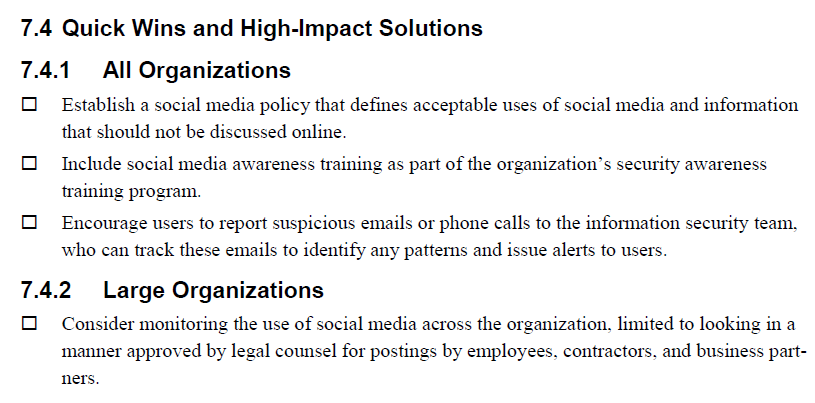 7.4 Quick Wins and High-Impact Solutions
7.4.1 All Organizations
☐ Establish a social media policy that defines acceptable uses of social media and information
that should not be discussed online.
☐ Include social media awareness training as part of the organization’s security awareness
training program.
☐ Encourage users to report suspicious emails or phone calls to the information security team,
who can track these emails to identify any patterns and issue alerts to users.
7.4.2 Large Organizations
☐ Consider monitoring the use of social media across the organization, limited to looking in a
manner approved by legal counsel for postings by employees, contractors, and business part-
ners.